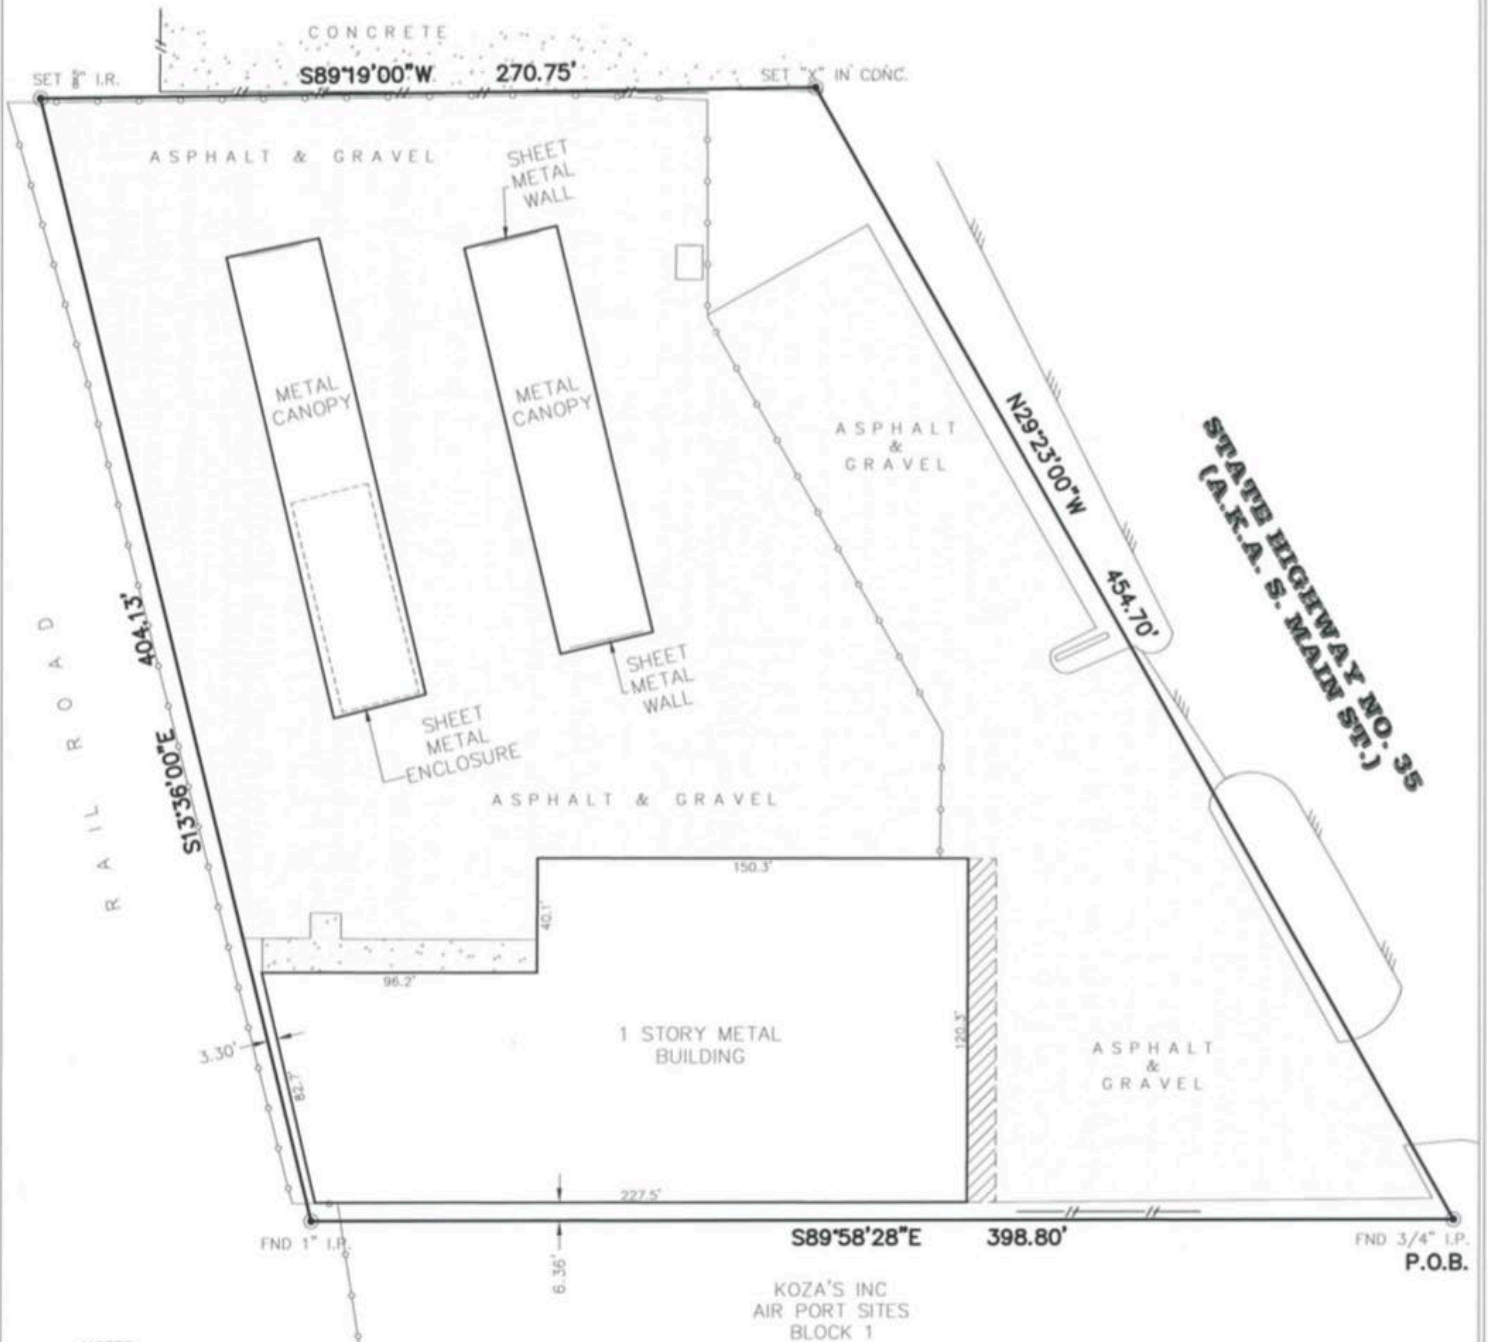 CONCRETE
SET 5/8" I.R.
S89°19'00"W 270.75'
SET "X" IN CONC.
ASPHALT & GRAVEL
SHEET
METAL
WALL
METAL
CANOPY
METAL
CANOPY
ASPHALT
&
GRAVEL
N29°23'00"W 454.70'
STATE HIGHWAY NO. 35
(A.K.A. S. MAIN ST.)
RAIL ROAD
S13°36'00"E 404.13'
SHEET
METAL
WALL
SHEET
METAL
ENCLOSURE
ASPHALT & GRAVEL
150.3'
40.1'
96.2'
1 STORY METAL
BUILDING
120.3'
3.30'
82.7'
ASPHALT
&
GRAVEL
227.5'
FND 1" I.P.
6.36'
S89°58'28"E 398.80'
FND 3/4" I.P.
P.O.B.
KOZA'S INC
AIR PORT SITES
BLOCK 1